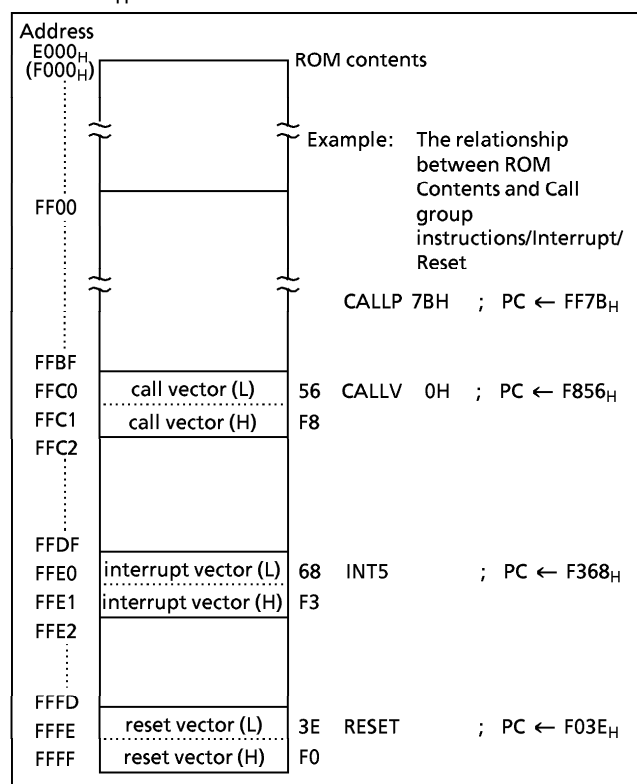 Address
E000H
(F000H)
ROM contents
Example: The relationship
between ROM
Contents and Call
group
instructions/Interrupt/
Reset
FF00
CALLP 7BH ; PC ← FF7BH
FFBF
FFC0 call vector (L) 56 CALLV 0H ; PC ← F856H
FFC1 call vector (H) F8
FFC2
FFDF
FFE0 interrupt vector (L) 68 INT5 ; PC ← F368H
FFE1 interrupt vector (H) F3
FFE2
FFFD
FFFE reset vector (L) 3E RESET ; PC ← F03EH
FFFF reset vector (H) F0